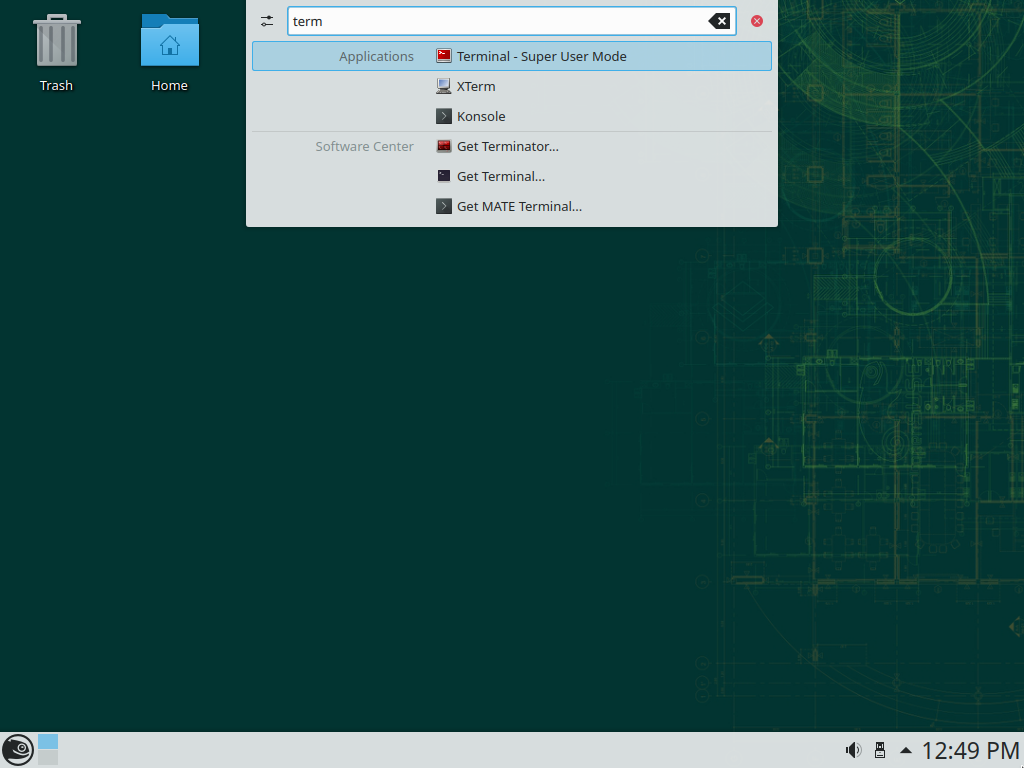 term
Applications
Terminal - Super User Mode
XTerm
Konsole
Software Center
Get Terminator...
Get Terminal...
Get MATE Terminal...
Trash
Home
12:49 PM